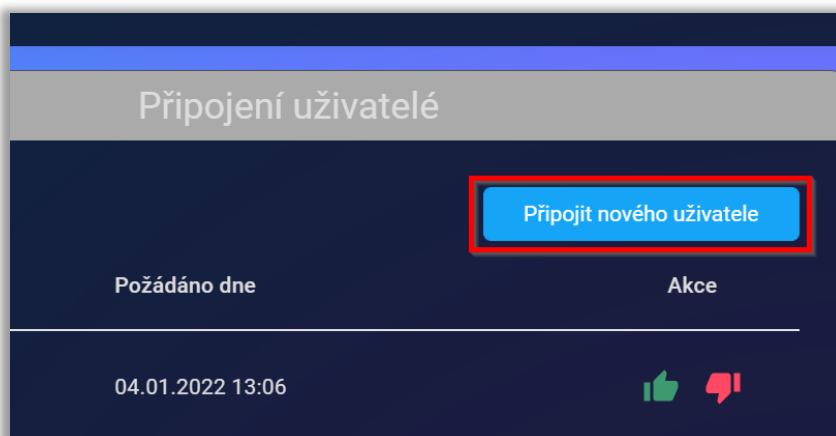 Připojení uživatelé
Připojit nového uživatele
Požádáno dne Akce
04.01.2022 13:06